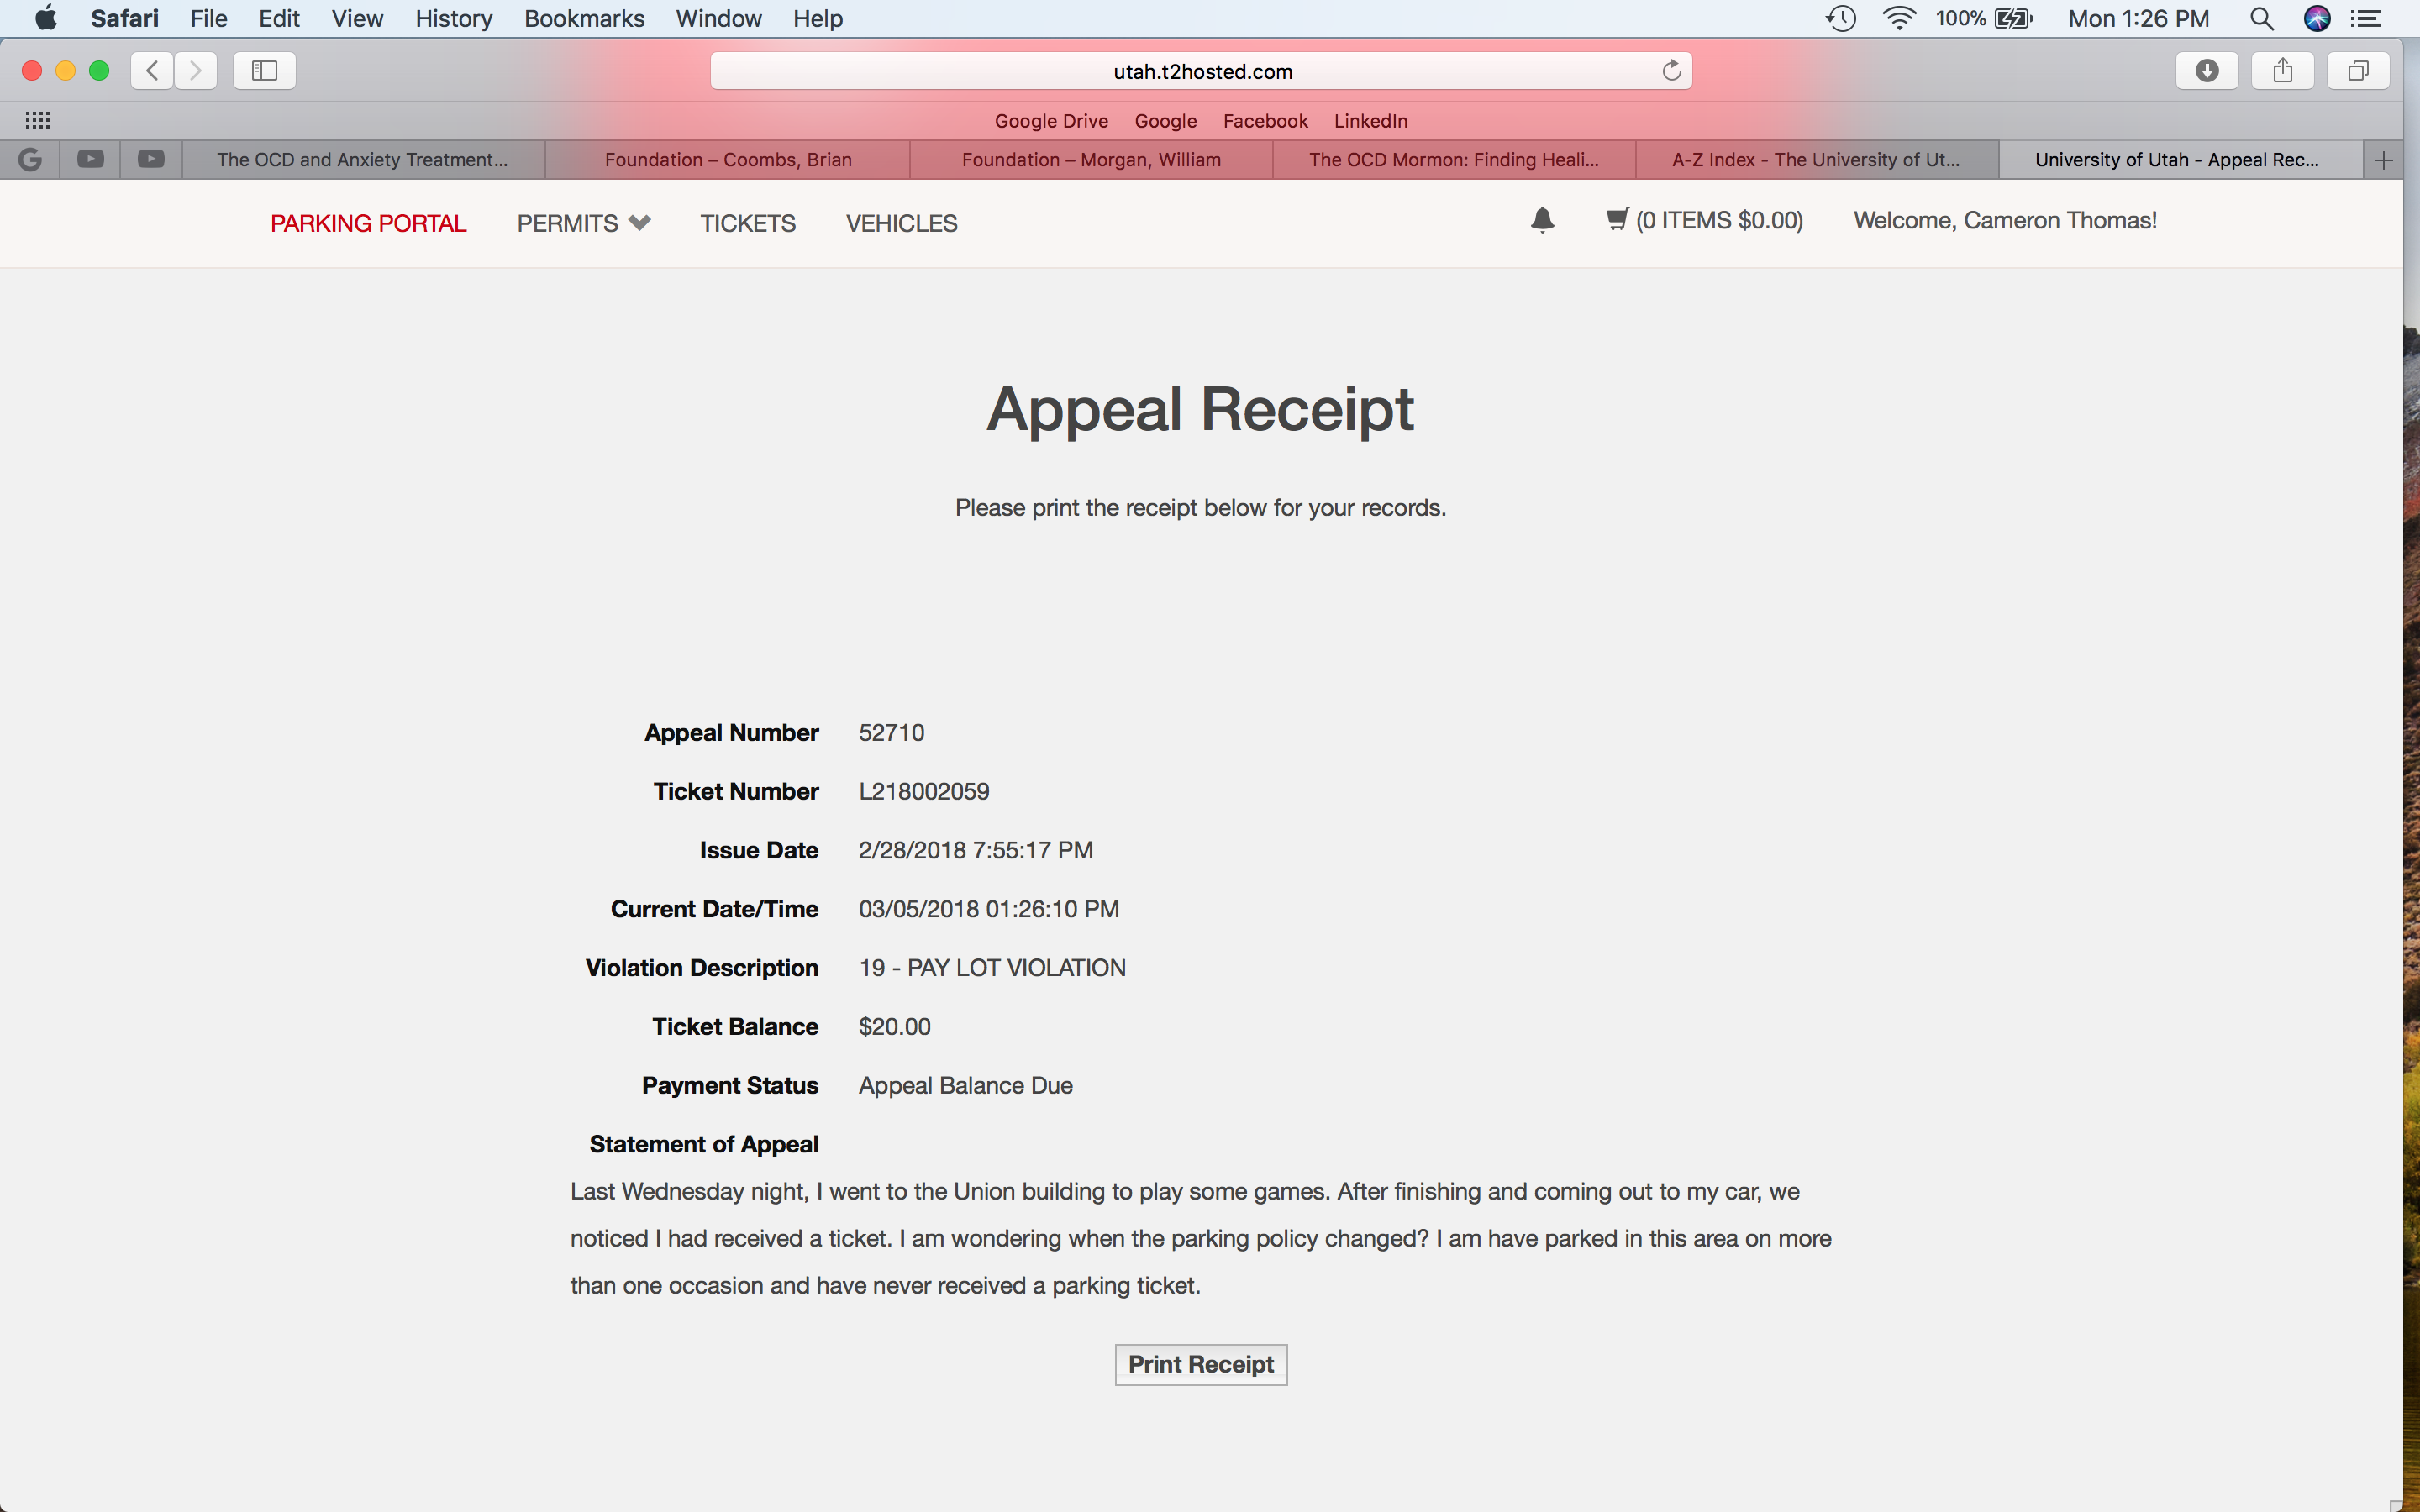 Safari File Edit View History Bookmarks Window Help 100% Mon 1:26 PM
utah.t2hosted.com
Google Drive Google Facebook LinkedIn
The OCD and Anxiety Treatment... Foundation – Coombs, Brian Foundation – Morgan, William The OCD Mormon: Finding Heali... A-Z Index - The University of Ut... University of Utah - Appeal Rec...
PARKING PORTAL PERMITS TICKETS VEHICLES (0 ITEMS $0.00) Welcome, Cameron Thomas!
Appeal Receipt
Please print the receipt below for your records.
Appeal Number 52710
Ticket Number L218002059
Issue Date 2/28/2018 7:55:17 PM
Current Date/Time 03/05/2018 01:26:10 PM
Violation Description 19 - PAY LOT VIOLATION
Ticket Balance $20.00
Payment Status Appeal Balance Due
Statement of Appeal
Last Wednesday night, I went to the Union building to play some games. After finishing and coming out to my car, we
noticed I had received a ticket. I am wondering when the parking policy changed? I am have parked in this area on more
than one occasion and have never received a parking ticket.
Print Receipt